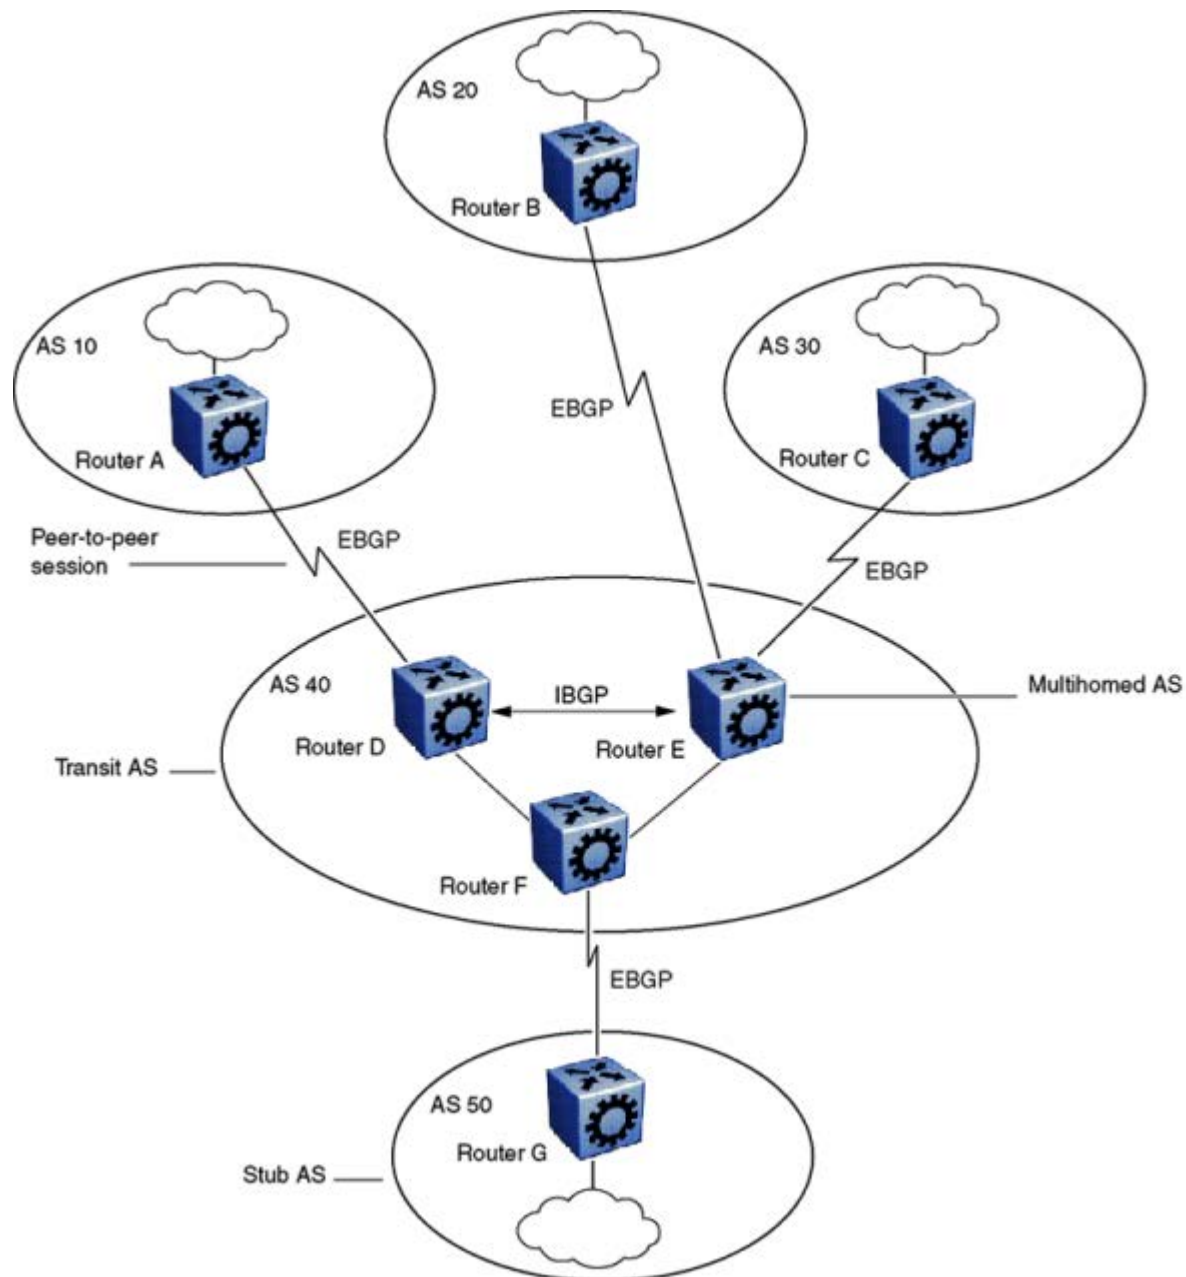 AS 20
Router B
AS 10
AS 30
EBGP
Router A
Router C
Peer-to-peer
session
EBGP
EBGP
AS 40
IBGP
Multihomed AS
Router D
Router E
Transit AS
Router F
EBGP
AS 50
Router G
Stub AS